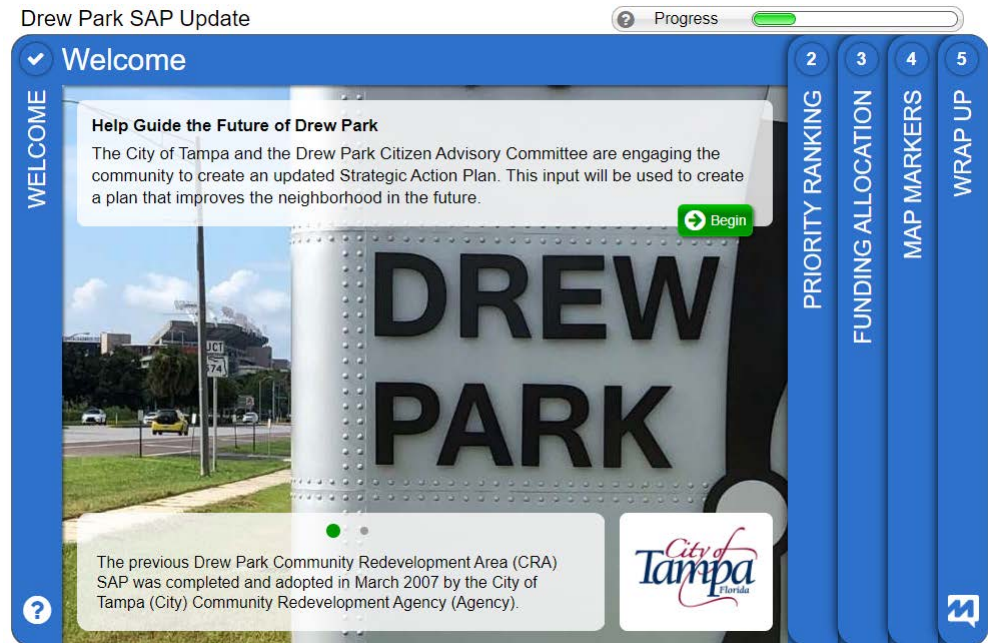 Drew Park SAP Update
? Progress
Welcome
WELCOME
Help Guide the Future of Drew Park
The City of Tampa and the Drew Park Citizen Advisory Committee are engaging the
community to create an updated Strategic Action Plan. This input will be used to create
a plan that improves the neighborhood in the future.
Begin
JCT
574
DREW
PARK
The previous Drew Park Community Redevelopment Area (CRA)
SAP was completed and adopted in March 2007 by the City of
Tampa (City) Community Redevelopment Agency (Agency).
City of
Tampa
Florida
?
2
PRIORITY RANKING
3
FUNDING ALLOCATION
4
MAP MARKERS
5
WRAP UP